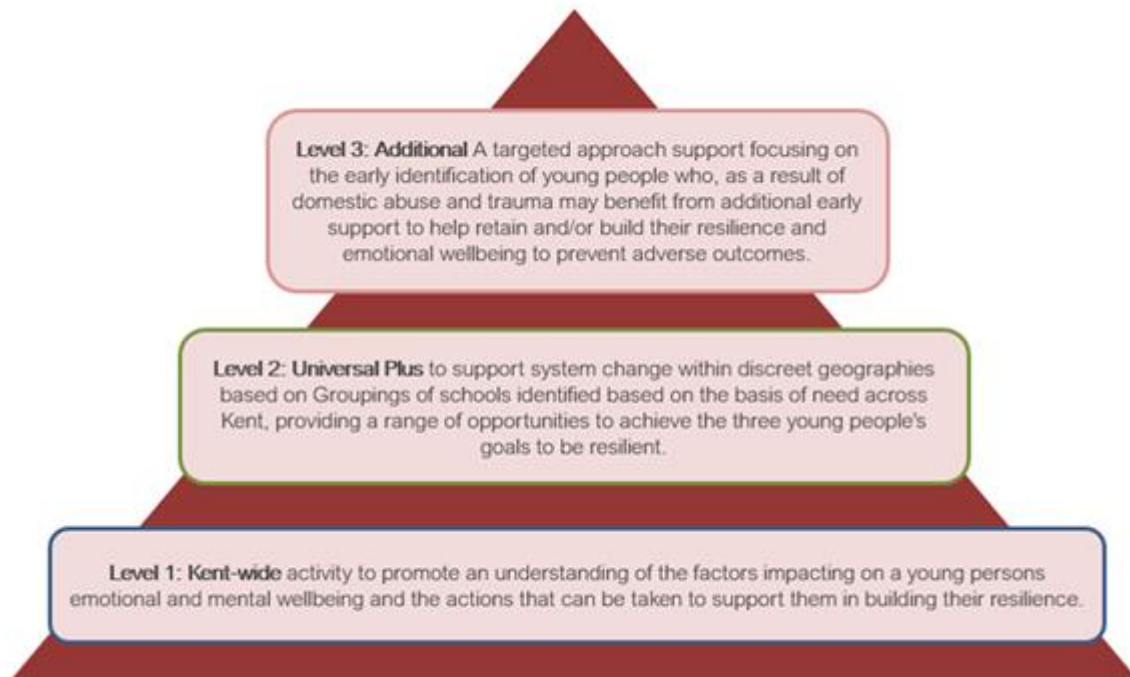 Level 3: Additional A targeted approach support focusing on
the early identification of young people who, as a result of
domestic abuse and trauma may benefit from additional early
support to help retain and/or build their resilience and
emotional wellbeing to prevent adverse outcomes.
Level 2: Universal Plus to support system change within discreet geographies
based on Groupings of schools identified based on the basis of need across
Kent, providing a range of opportunities to achieve the three young people's
goals to be resilient.
Level 1: Kent-wide activity to promote an understanding of the factors impacting on a young persons
emotional and mental wellbeing and the actions that can be taken to support them in building their resilience.